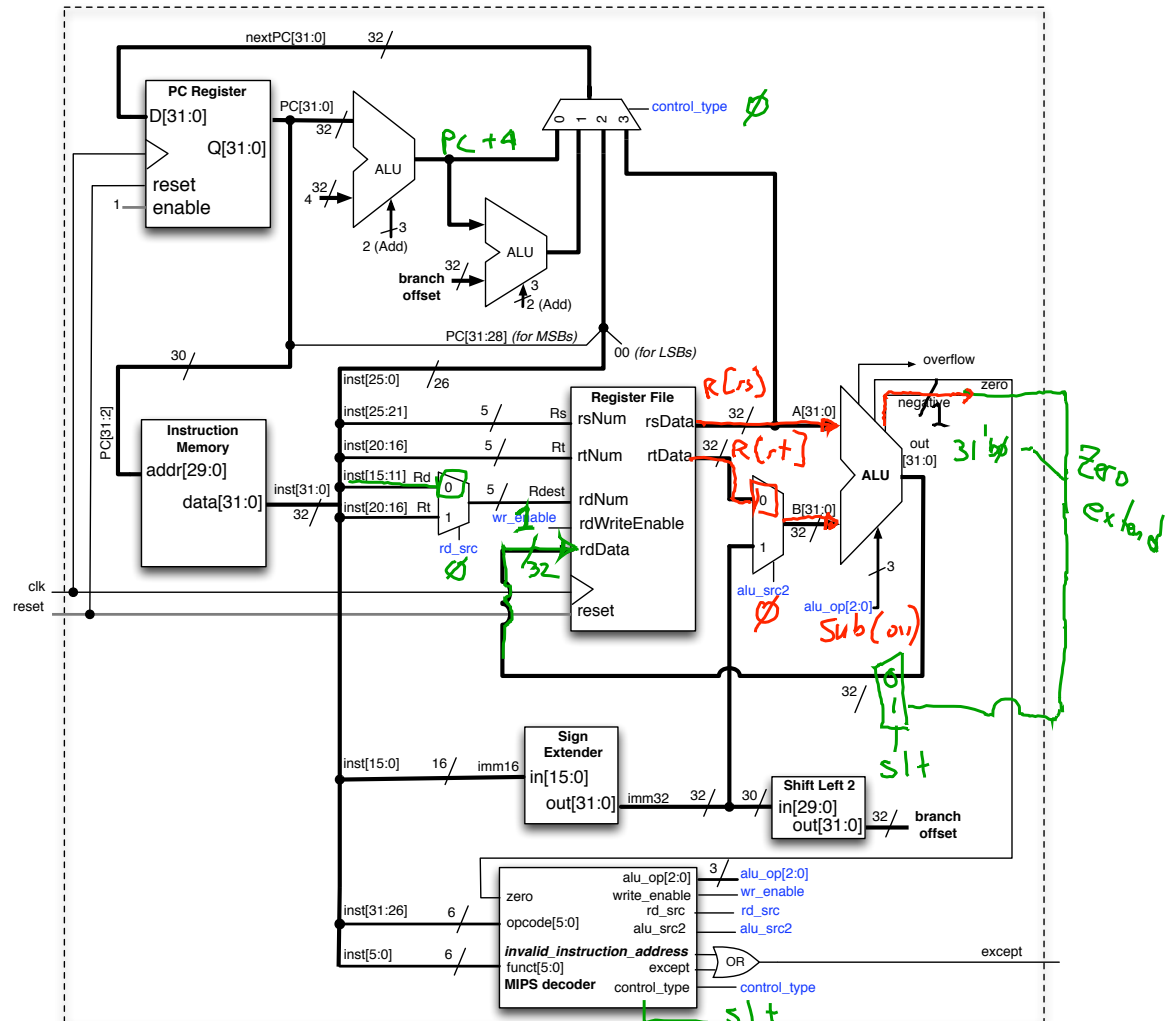 nextPC[31:0]
32
PC Register
D[31:0]
Q[31:0]
reset
enable
1
PC[31:0]
32
32
4
ALU
3
2 (Add)
PC+4
ALU
32
branch
offset
3
2 (Add)
0
1
2
3
control_type
0
PC[31:28] (for MSBs)
00 (for LSBs)
30
PC[31:2]
Instruction
Memory
addr[29:0]
data[31:0]
inst[31:0]
32
inst[25:0]
26
inst[25:21]
5
Rs
inst[20:16]
5
Rt
inst[15:11]
Rd
0
inst[20:16]
Rt
1
5
Rdest
rd_src
0
wr_enable
1
32
Register File
rsNum
rsData
rtNum
rtData
rdNum
rdWriteEnable
rdData
reset
R[rs]
32
A[31:0]
32
R[rt]
0
1
B[31:0]
32
alu_src2
0
ALU
overflow
zero
negative
1
out
[31:0]
3
alu_op[2:0]
Sub(011)
31'b0
Zero
extend
clk
reset
32
0
1
slt
inst[15:0]
16
imm16
Sign
Extender
in[15:0]
out[31:0]
imm32
32
30
Shift Left 2
in[29:0]
out[31:0]
32
branch
offset
zero
inst[31:26]
6
opcode[5:0]
inst[5:0]
6
funct[5:0]
MIPS decoder
alu_op[2:0]
3
alu_op[2:0]
write_enable
wr_enable
rd_src
rd_src
alu_src2
alu_src2
invalid_instruction_address
except
OR
except
control_type
control_type
slt